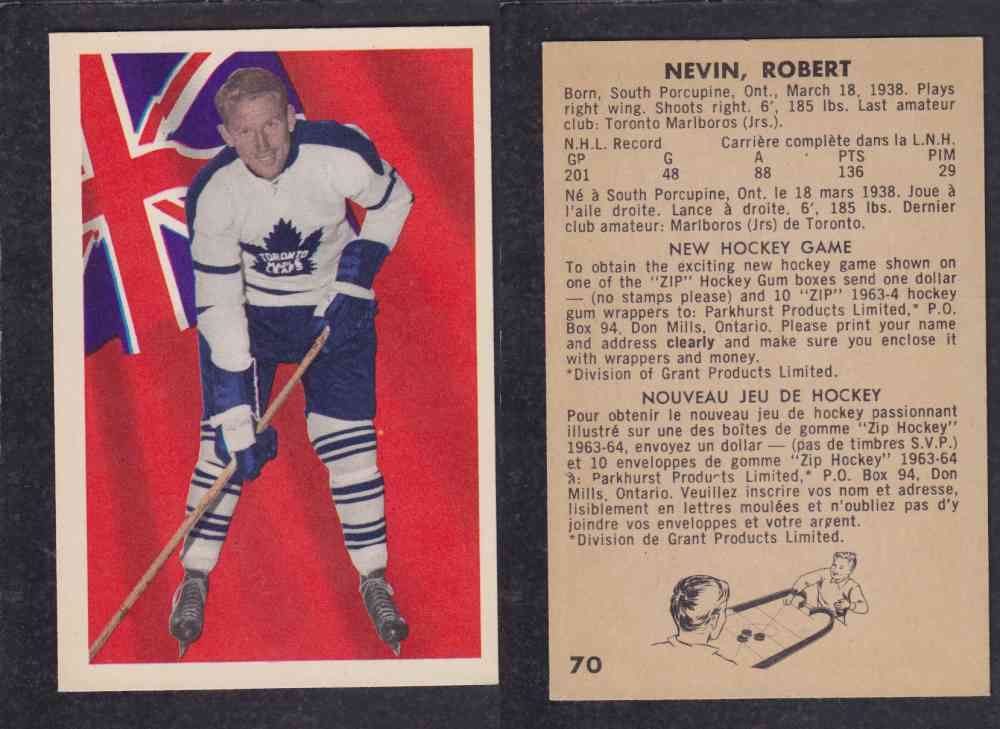 TORONTO
MAPLE
LEAFS
NEVIN, ROBERT
Born, South Porcupine, Ont., March 18, 1938. Plays
right wing. Shoots right. 6', 185 lbs. Last amateur
club: Toronto Marlboros (Jrs.).
N.H.L. Record Carrière complète dans la L.N.H.
GP G A PTS PIM
201 48 88 136 29
Né à South Porcupine, Ont. le 18 mars 1938. Joue à
l'aile droite. Lance à droite. 6', 185 lbs. Dernier
club amateur: Marlboros (Jrs) de Toronto.
NEW HOCKEY GAME
To obtain the exciting new hockey game shown on
one of the "ZIP" Hockey Gum boxes send one dollar
— (no stamps please) and 10 "ZIP" 1963-4 hockey
gum wrappers to: Parkhurst Products Limited,* P.O.
Box 94, Don Mills, Ontario. Please print your name
and address clearly and make sure you enclose it
with wrappers and money.
*Division of Grant Products Limited.
NOUVEAU JEU DE HOCKEY
Pour obtenir le nouveau jeu de hockey passionnant
illustré sur une des boîtes de gomme "Zip Hockey"
1963-64, envoyez un dollar — (pas de timbres S.V.P.)
et 10 enveloppes de gomme "Zip Hockey" 1963-64
à: Parkhurst Products Limited,* P.O. Box 94, Don
Mills, Ontario. Veuillez inscrire vos nom et adresse,
lisiblement en lettres moulées et n'oubliez pas d'y
joindre vos enveloppes et votre argent.
*Division de Grant Products Limited.
70